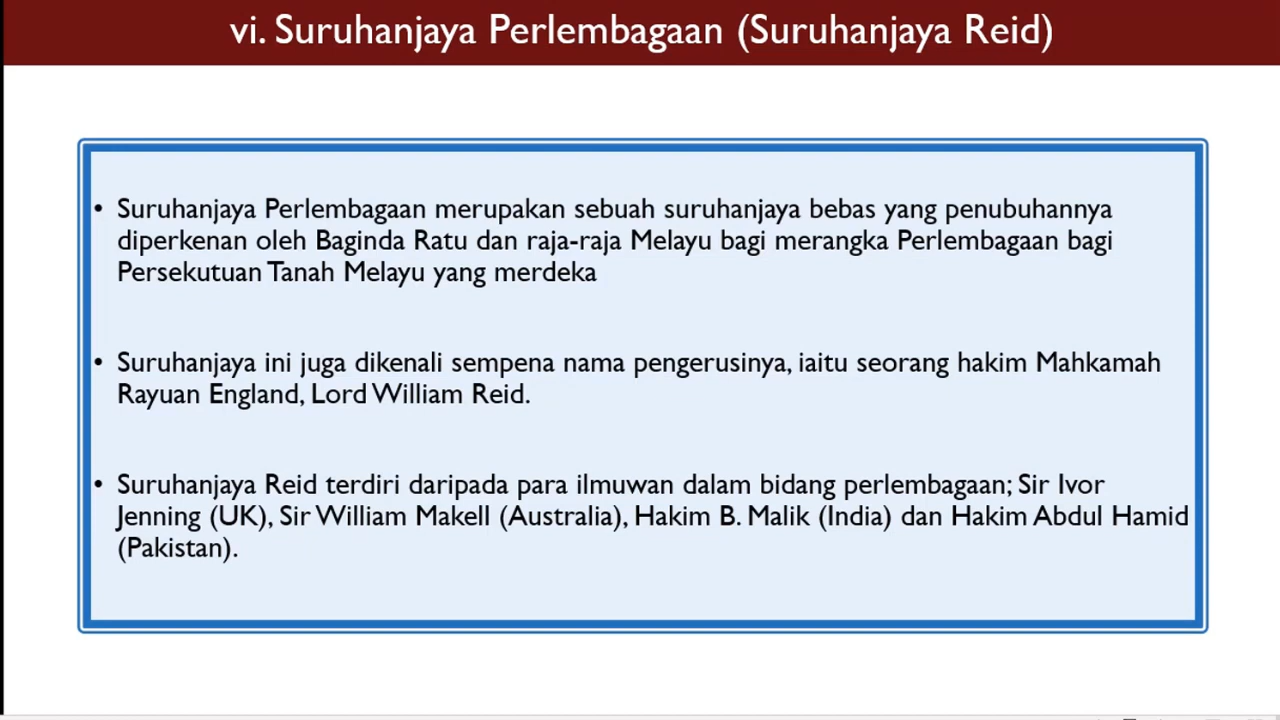 vi. Suruhanjaya Perlembagaan (Suruhanjaya Reid)
• Suruhanjaya Perlembagaan merupakan sebuah suruhanjaya bebas yang penubuhannya
diperkenan oleh Baginda Ratu dan raja-raja Melayu bagi merangka Perlembagaan bagi
Persekutuan Tanah Melayu yang merdeka
• Suruhanjaya ini juga dikenali sempena nama pengerusinya, iaitu seorang hakim Mahkamah
Rayuan England, Lord William Reid.
• Suruhanjaya Reid terdiri daripada para ilmuwan dalam bidang perlembagaan; Sir Ivor
Jenning (UK), Sir William Makell (Australia), Hakim B. Malik (India) dan Hakim Abdul Hamid
(Pakistan).